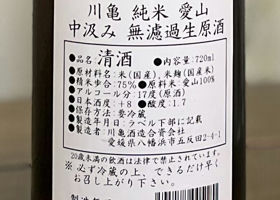 川亀 純米 愛山
中汲み 無濾過生原酒
●品名:清酒 ●内容量:720ml
●原材料名:米(国産)、米麹(国産米)
●精米歩合:75% ●原料米:愛山100%
●アルコール分:17度(原酒)
●日本酒度:+8 ●酸度:1.7
●保存方法:要冷蔵
●製造年月日:ラベル下部に記載
●製造者:川亀酒造合資会社
愛媛県八幡浜市五反田2-4-1
20歳未満の飲酒は法律で禁止されています。
※必ず冷蔵の上、できるだけ早く
お召し上がり下さい。